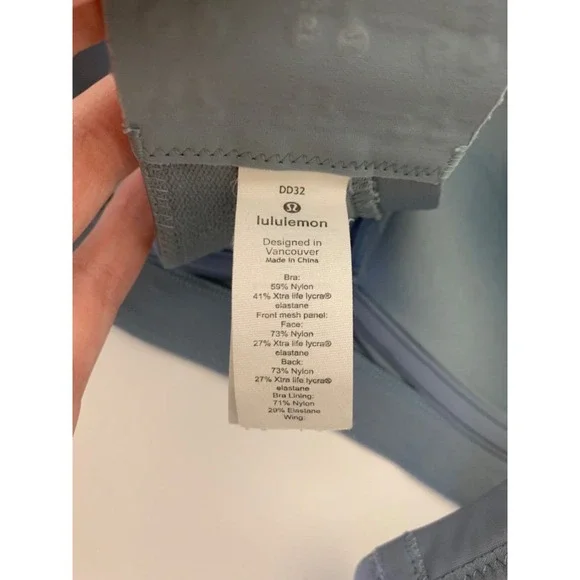 DD32
lululemon
Designed in
Vancouver
Made in China
Bra:
59% Nylon
41% Xtra life lycra®
elastane
Front mesh panel:
Face:
73% Nylon
27% Xtra life lycra®
elastane
Back:
73% Nylon
27% Xtra life lycra®
elastane
Bra Lining:
71% Nylon
29% Elastane
Wing: